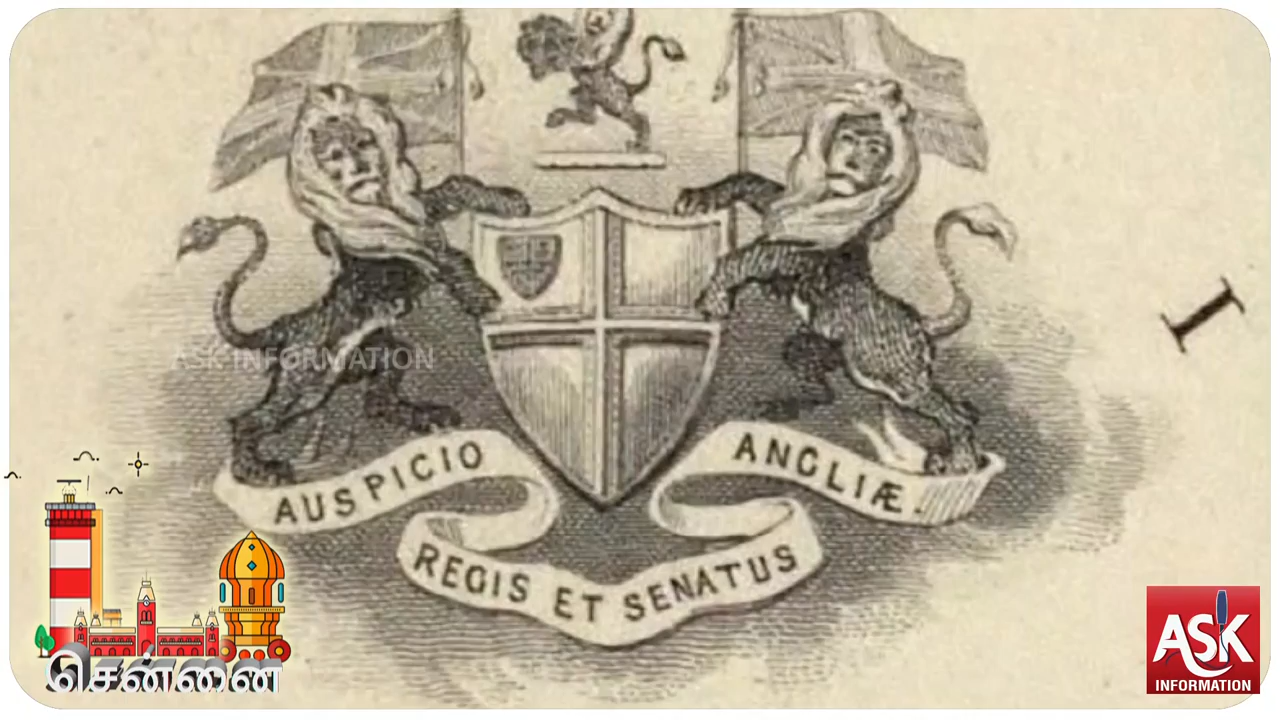 I
ASK INFORMATION
AUSPICIO
REGIS ET SENATUS
ANGLIÆ.
சென்னை
ASK
INFORMATION